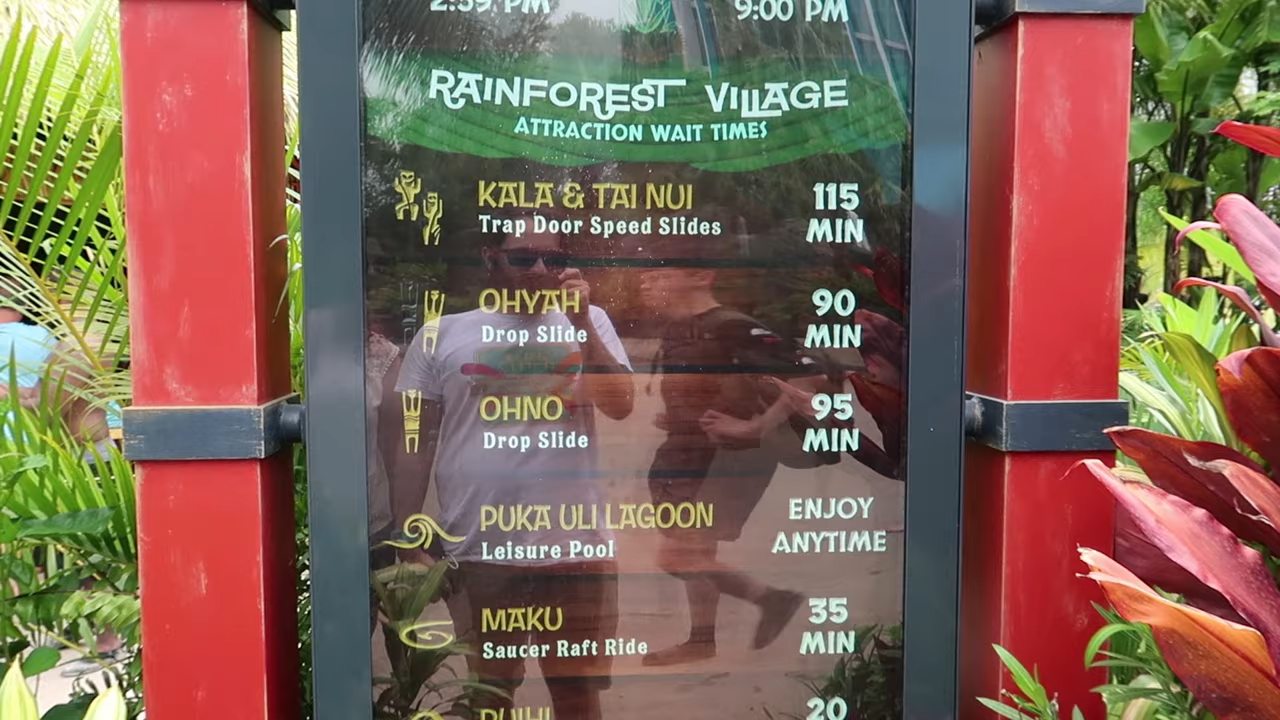 2:59 PM 9:00 PM
RAINFOREST VILLAGE
ATTRACTION WAIT TIMES
KALA & TAI NUI 115
Trap Door Speed Slides MIN
OHYAH 90
Drop Slide MIN
OHNO 95
Drop Slide MIN
PUKA ULI LAGOON ENJOY
Leisure Pool ANYTIME
MAKU 35
Saucer Raft Ride MIN
PUIHI 20